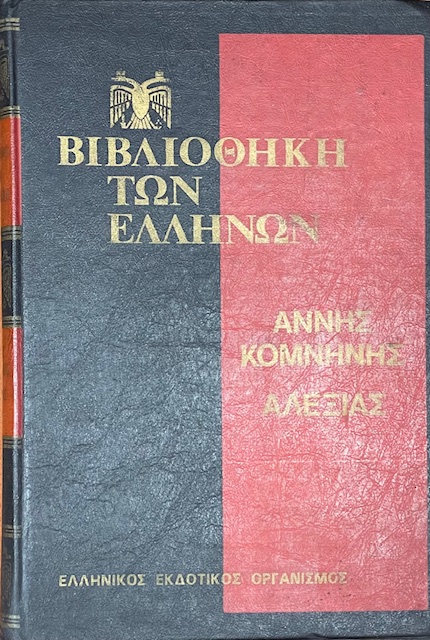 ΒΙΒΛΙΟΘΗΚΗ
ΤΩΝ
ΕΛΛΗΝΩΝ
ΑΝΝΗΣ
ΚΟΜΝΗΝΗΣ
ΑΛΕΞΙΑΣ
ΕΛΛΗΝΙΚΟΣ ΕΚΔΟΤΙΚΟΣ ΟΡΓΑΝΙΣΜΟΣ